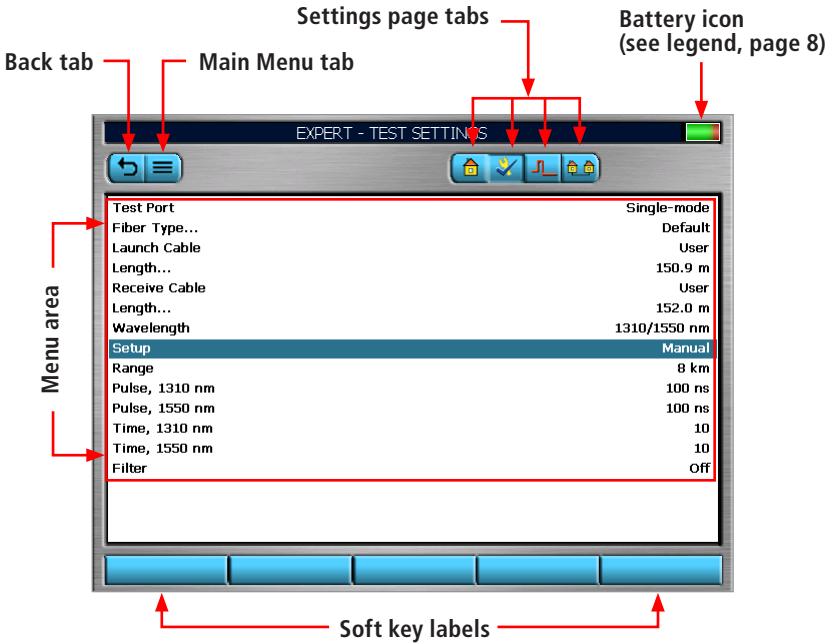 Settings page tabs
Battery icon
(see legend, page 8)
Back tab
Main Menu tab
EXPERT - TEST SETTINGS
Test Port Single-mode
Fiber Type... Default
Launch Cable User
Length... 150.9 m
Receive Cable User
Length... 152.0 m
Wavelength 1310/1550 nm
Setup Manual
Range 8 km
Pulse, 1310 nm 100 ns
Pulse, 1550 nm 100 ns
Time, 1310 nm 10
Time, 1550 nm 10
Filter Off
Menu area
Soft key labels